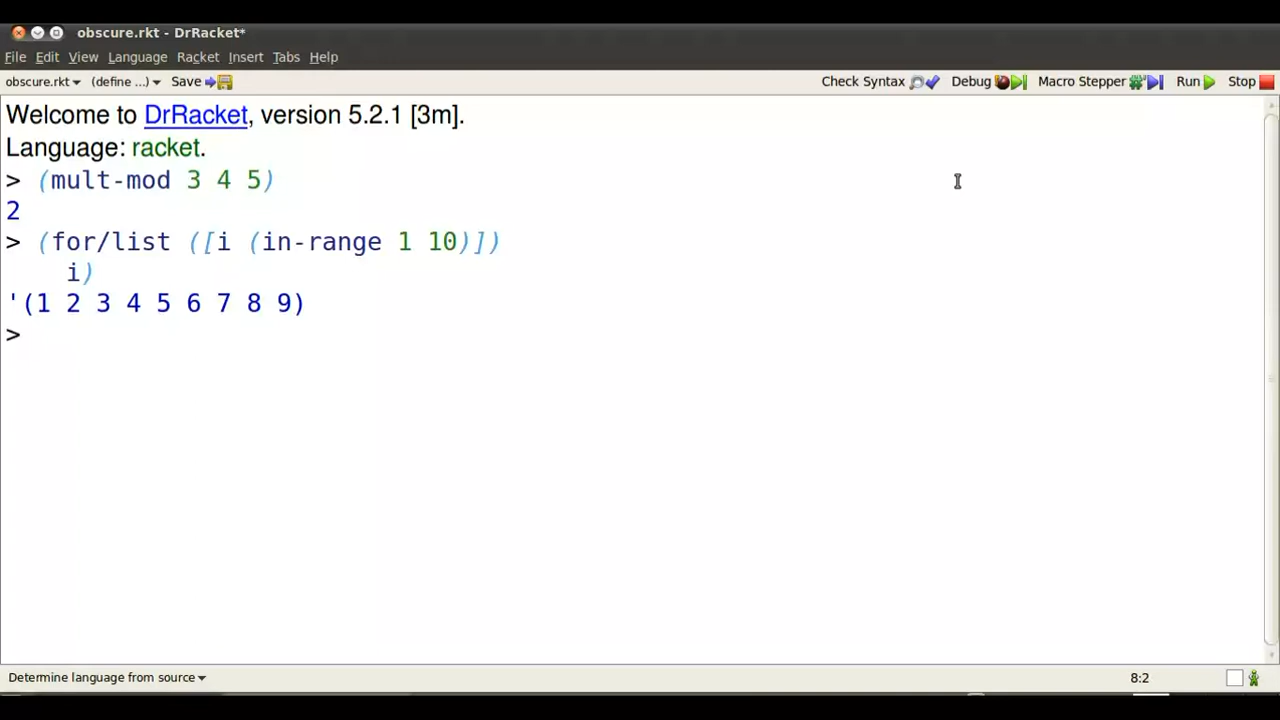 obscure.rkt - DrRacket*
File Edit View Language Racket Insert Tabs Help
obscure.rkt (define ...) Save Check Syntax Debug Macro Stepper Run Stop
Welcome to DrRacket, version 5.2.1 [3m].
Language: racket.
> (mult-mod 3 4 5)
2
> (for/list ([i (in-range 1 10)])
i)
'(1 2 3 4 5 6 7 8 9)
>
Determine language from source 8:2